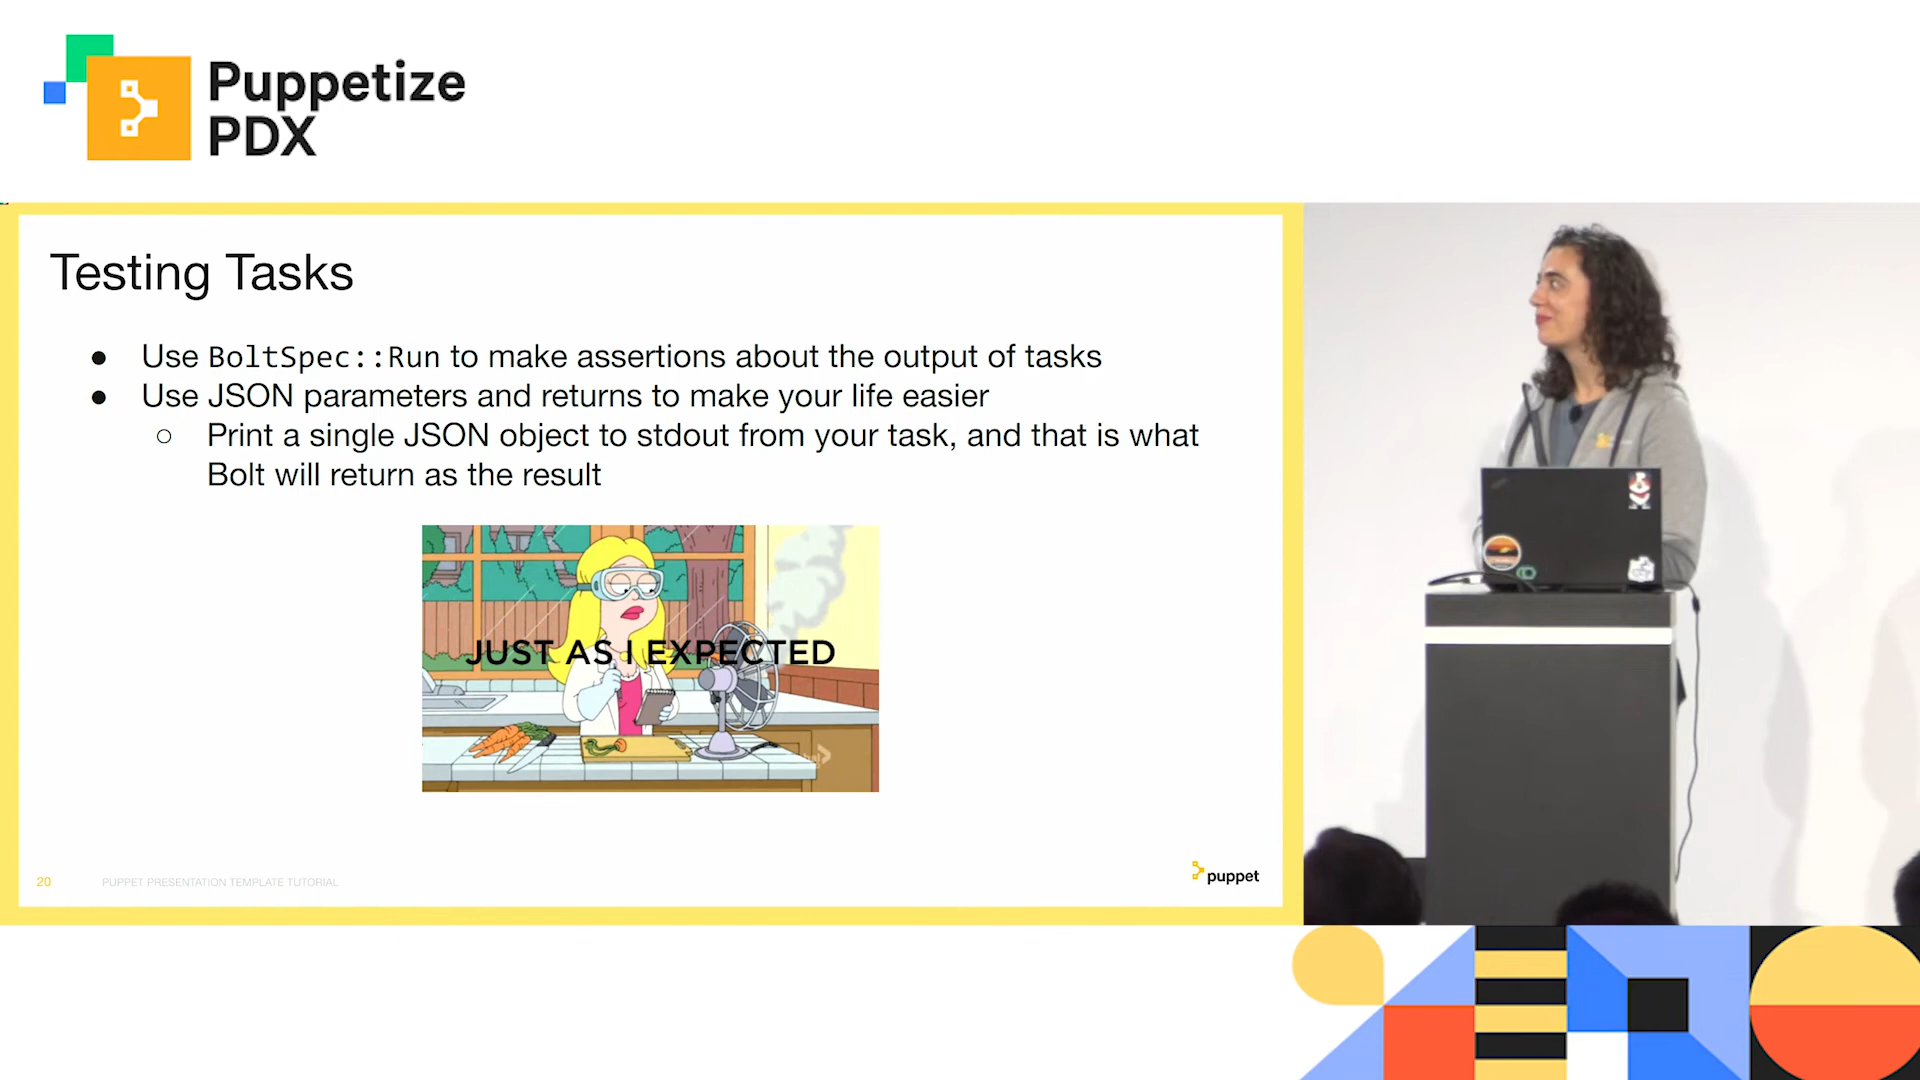 Puppetize
PDX
Testing Tasks
● Use BoltSpec::Run to make assertions about the output of tasks
● Use JSON parameters and returns to make your life easier
○ Print a single JSON object to stdout from your task, and that is what
Bolt will return as the result
JUST AS I EXPECTED
20 PUPPET PRESENTATION TEMPLATE TUTORIAL
puppet